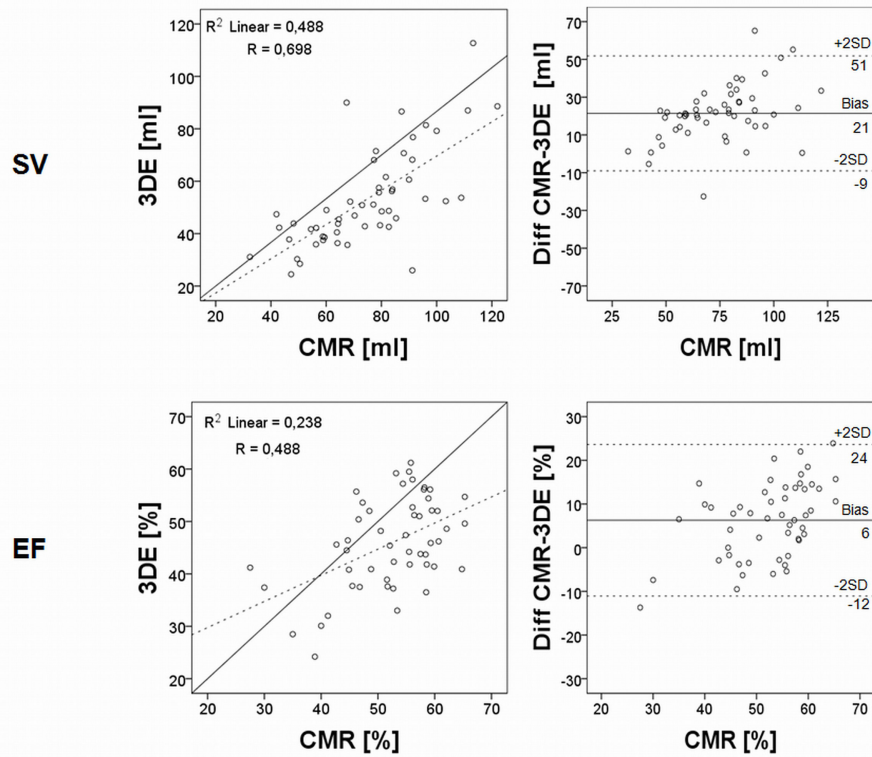 SV
R² Linear = 0,488
R = 0,698
3DE [ml]
120
100
80
60
40
20
20 40 60 80 100 120
CMR [ml]
Diff CMR-3DE [ml]
70
50
30
10
-10
-30
-50
-70
+2SD
51
Bias
21
-2SD
-9
25 50 75 100 125
CMR [ml]
EF
R² Linear = 0,238
R = 0,488
3DE [%]
70
60
50
40
30
20
20 30 40 50 60 70
CMR [%]
Diff CMR-3DE [%]
30
20
10
0
-10
-20
-30
+2SD
24
Bias
6
-2SD
-12
20 30 40 50 60 70
CMR [%]